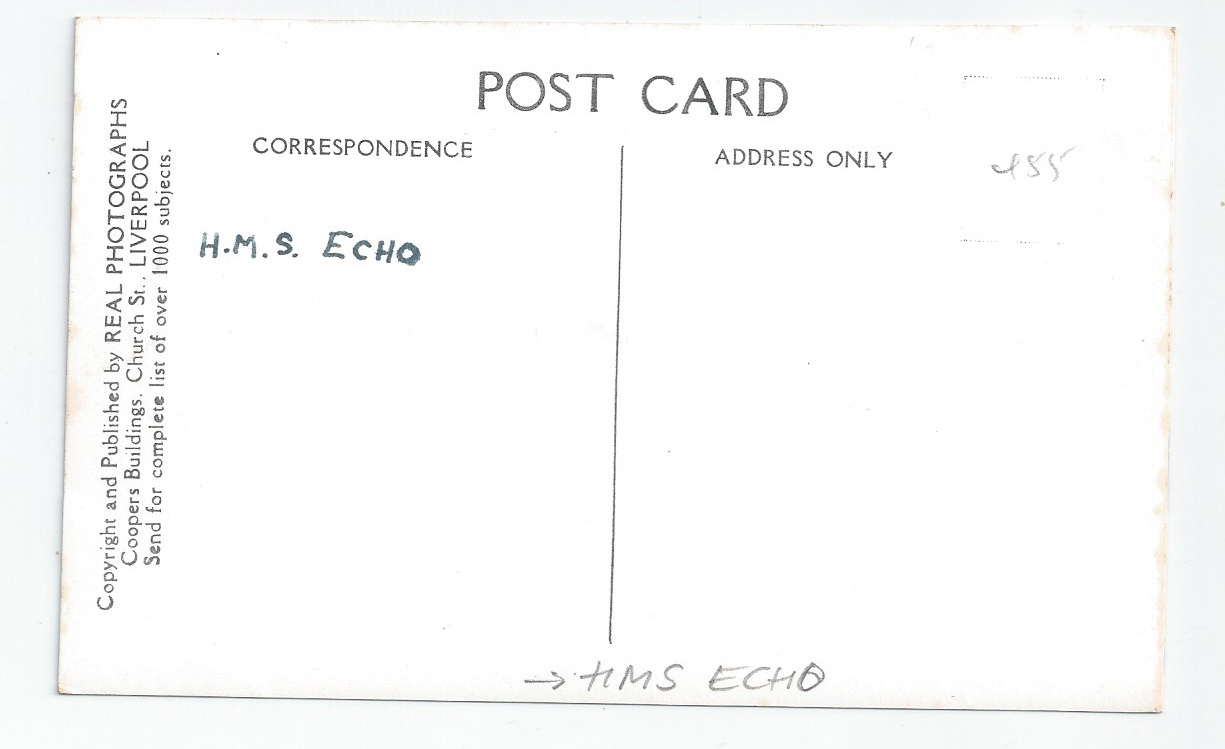 POST CARD
CORRESPONDENCE
ADDRESS ONLY
H.M.S. ECHO
Copyright and Published by REAL PHOTOGRAPHS
Coopers Buildings, Church St., LIVERPOOL
Send for complete list of over 1000 subjects.
→ HMS ECHO